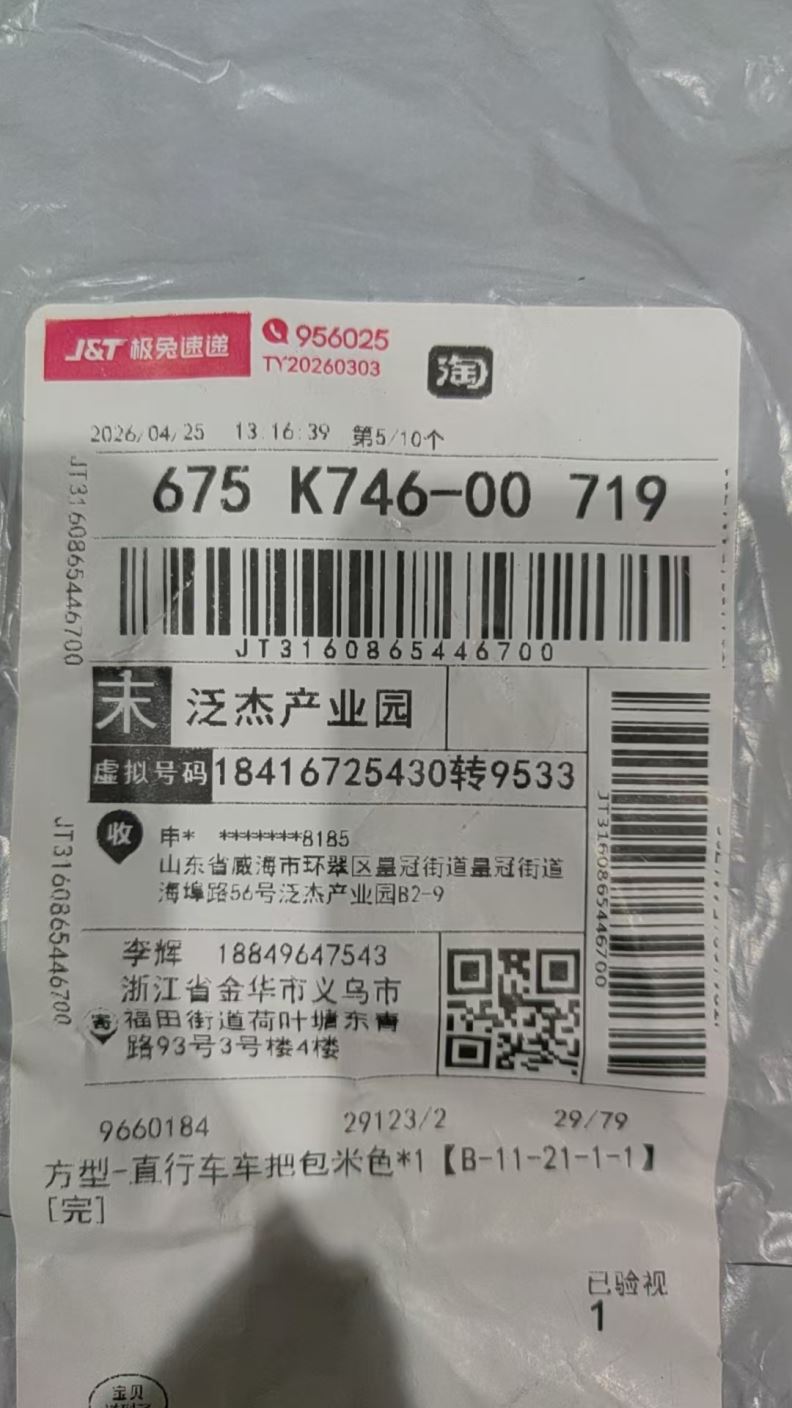 J&T 极兔速递
956025
TY20260303
淘
2026/04/25 13:16:39 第5/10个
675 K746-00 719
JT3160865446700
JT3160865446700
末 泛杰产业园
虚拟号码 18416725430转9533
收 申* *******8185
山东省威海市环翠区皇冠街道皇冠街道
海埠路56号泛杰产业园B2-9
JT3160865446700
JT3160865446700
李辉 18849647543
浙江省金华市义乌市
寄 福田街道荷叶塘东青
路93号3号楼4楼
9660184 29123/2 29/79
方型-直行车车把包米色*1【B-11-21-1-1】
[完]
已验视
1
宝贝